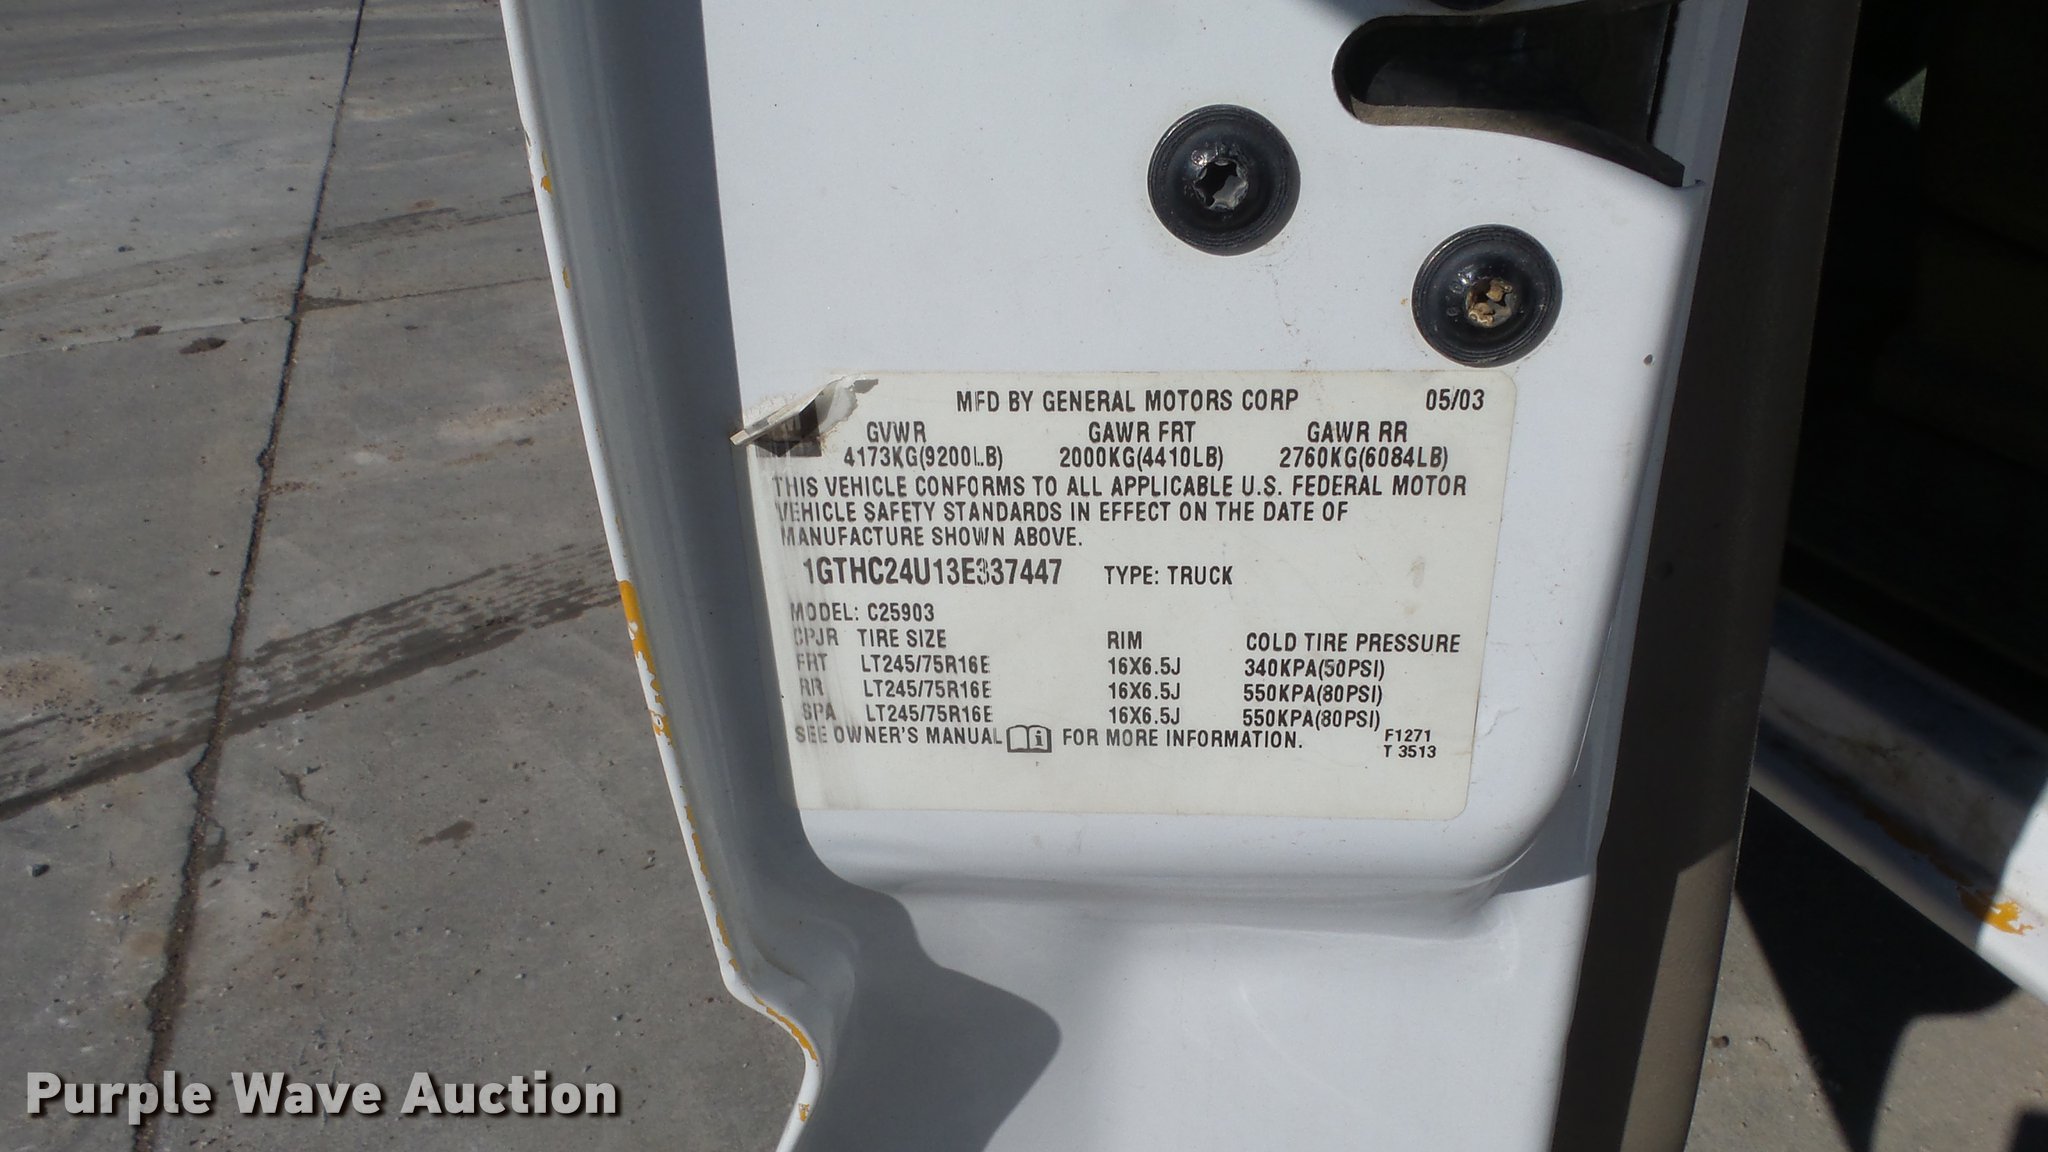 MFD BY GENERAL MOTORS CORP 05/03
GVWR GAWR FRT GAWR RR
4173KG(9200LB) 2000KG(4410LB) 2760KG(6084LB)
THIS VEHICLE CONFORMS TO ALL APPLICABLE U.S. FEDERAL MOTOR
VEHICLE SAFETY STANDARDS IN EFFECT ON THE DATE OF
MANUFACTURE SHOWN ABOVE.
1GTHC24U13E337447 TYPE: TRUCK
MODEL: C25903
CPJR TIRE SIZE RIM COLD TIRE PRESSURE
FRT LT245/75R16E 16X6.5J 340KPA(50PSI)
RR LT245/75R16E 16X6.5J 550KPA(80PSI)
SPA LT245/75R16E 16X6.5J 550KPA(80PSI)
SEE OWNER'S MANUAL FOR MORE INFORMATION. F1271
T 3513
Purple Wave Auction